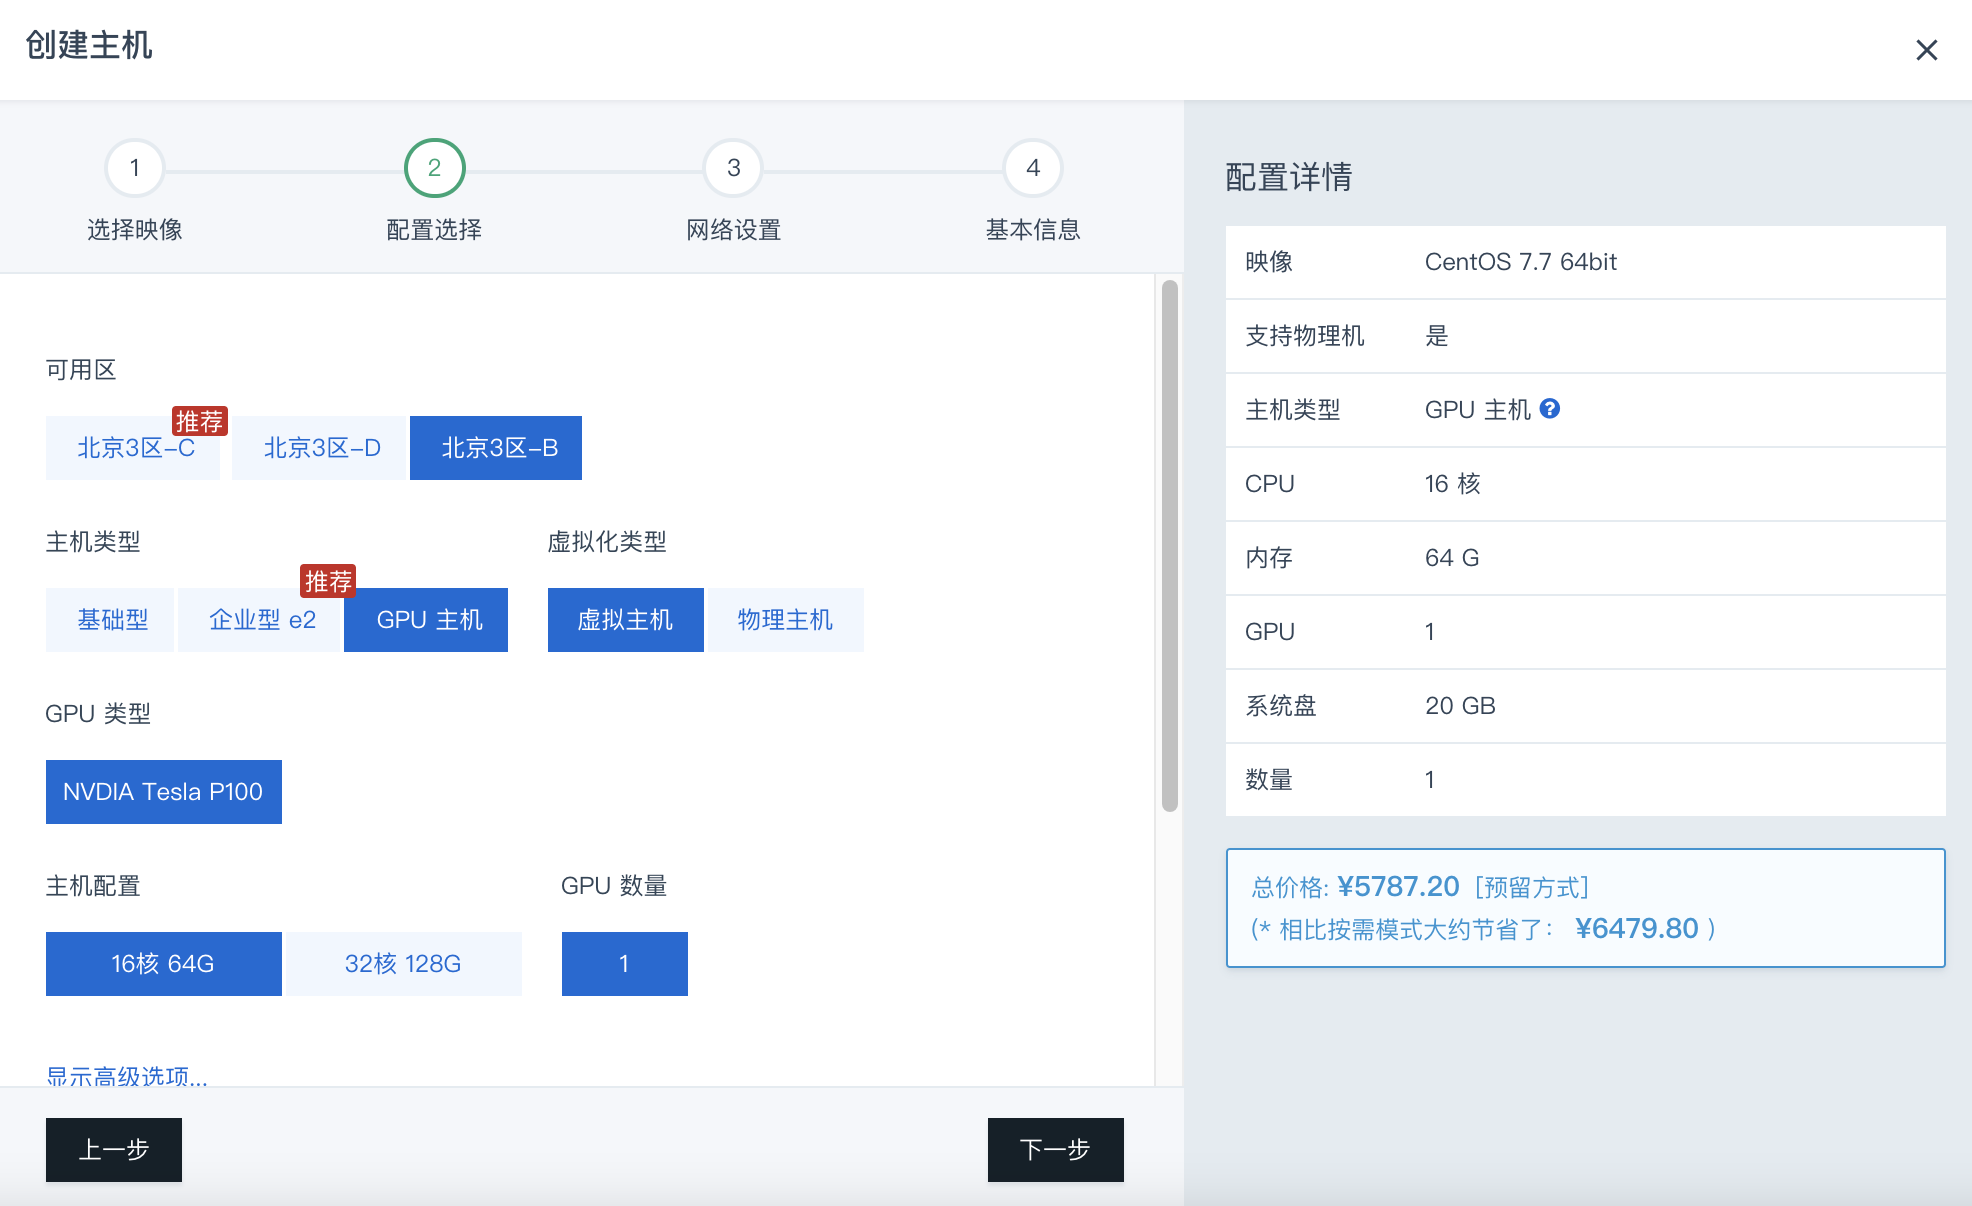 创建主机
1
2
3
4
选择映像
配置选择
网络设置
基本信息
可用区
推荐
北京3区-C
北京3区-D
北京3区-B
主机类型
虚拟化类型
推荐
基础型
企业型 e2
GPU 主机
虚拟主机
物理主机
GPU 类型
NVDIA Tesla P100
主机配置
GPU 数量
16核 64G
32核 128G
1
显示高级选项...
上一步
下一步
配置详情
映像 CentOS 7.7 64bit
支持物理机 是
主机类型 GPU 主机 ?
CPU 16 核
内存 64 G
GPU 1
系统盘 20 GB
数量 1
总价格: ¥5787.20 [预留方式]
(* 相比按需模式大约节省了： ¥6479.80 )